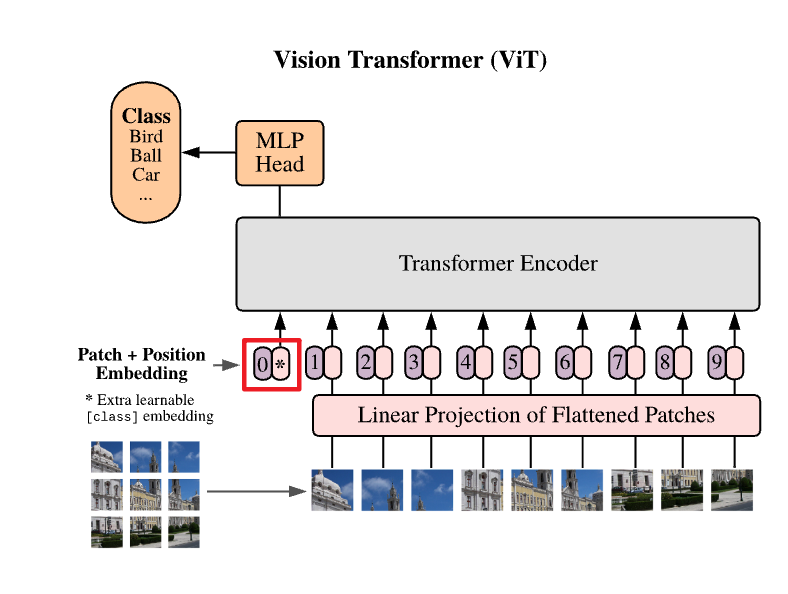 Vision Transformer (ViT)
Class
Bird
Ball
Car
...
MLP
Head
Transformer Encoder
Patch + Position
Embedding
0 * 1 2 3 4 5 6 7 8 9
* Extra learnable
[class] embedding
Linear Projection of Flattened Patches